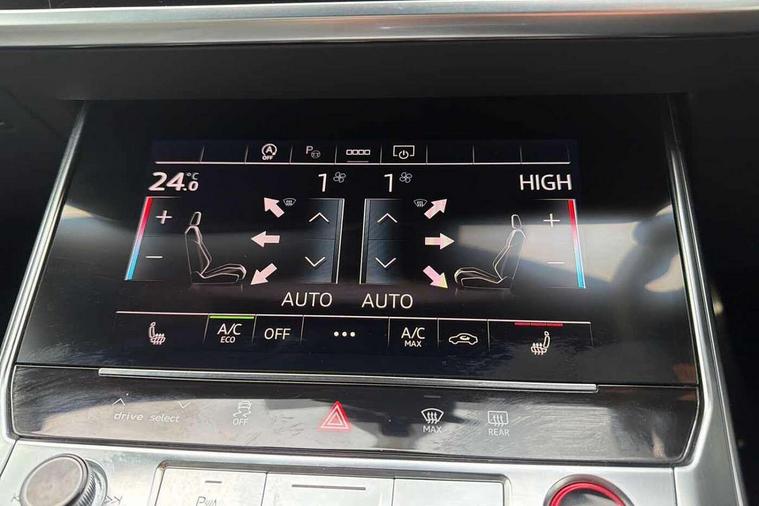 A OFF P
24.0 °C 1 1 HIGH
+ +
− −
AUTO AUTO
A/C ECO OFF ••• A/C MAX
drive select OFF MAX REAR
P